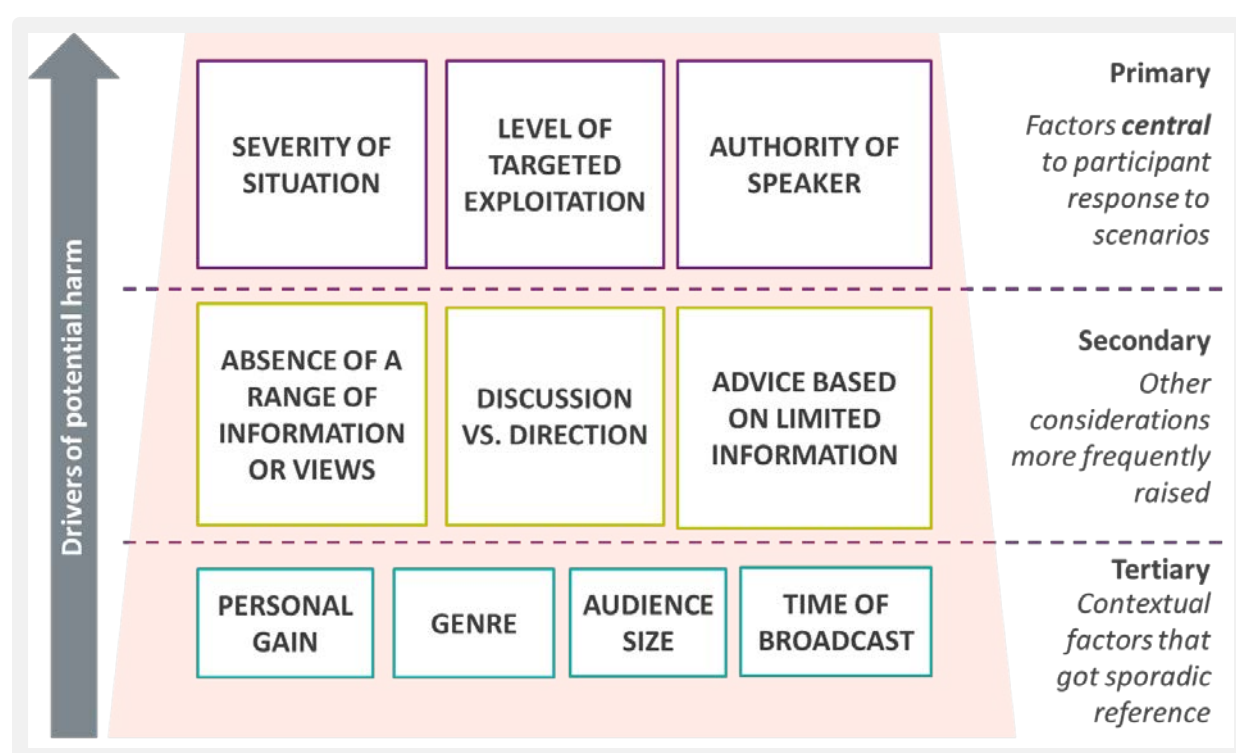 Drivers of potential harm
SEVERITY OF
SITUATION
LEVEL OF
TARGETED
EXPLOITATION
AUTHORITY OF
SPEAKER
Primary
Factors central
to participant
response to
scenarios
ABSENCE OF A
RANGE OF
INFORMATION
OR VIEWS
DISCUSSION
VS. DIRECTION
ADVICE BASED
ON LIMITED
INFORMATION
Secondary
Other
considerations
more frequently
raised
PERSONAL
GAIN
GENRE
AUDIENCE
SIZE
TIME OF
BROADCAST
Tertiary
Contextual
factors that
got sporadic
reference